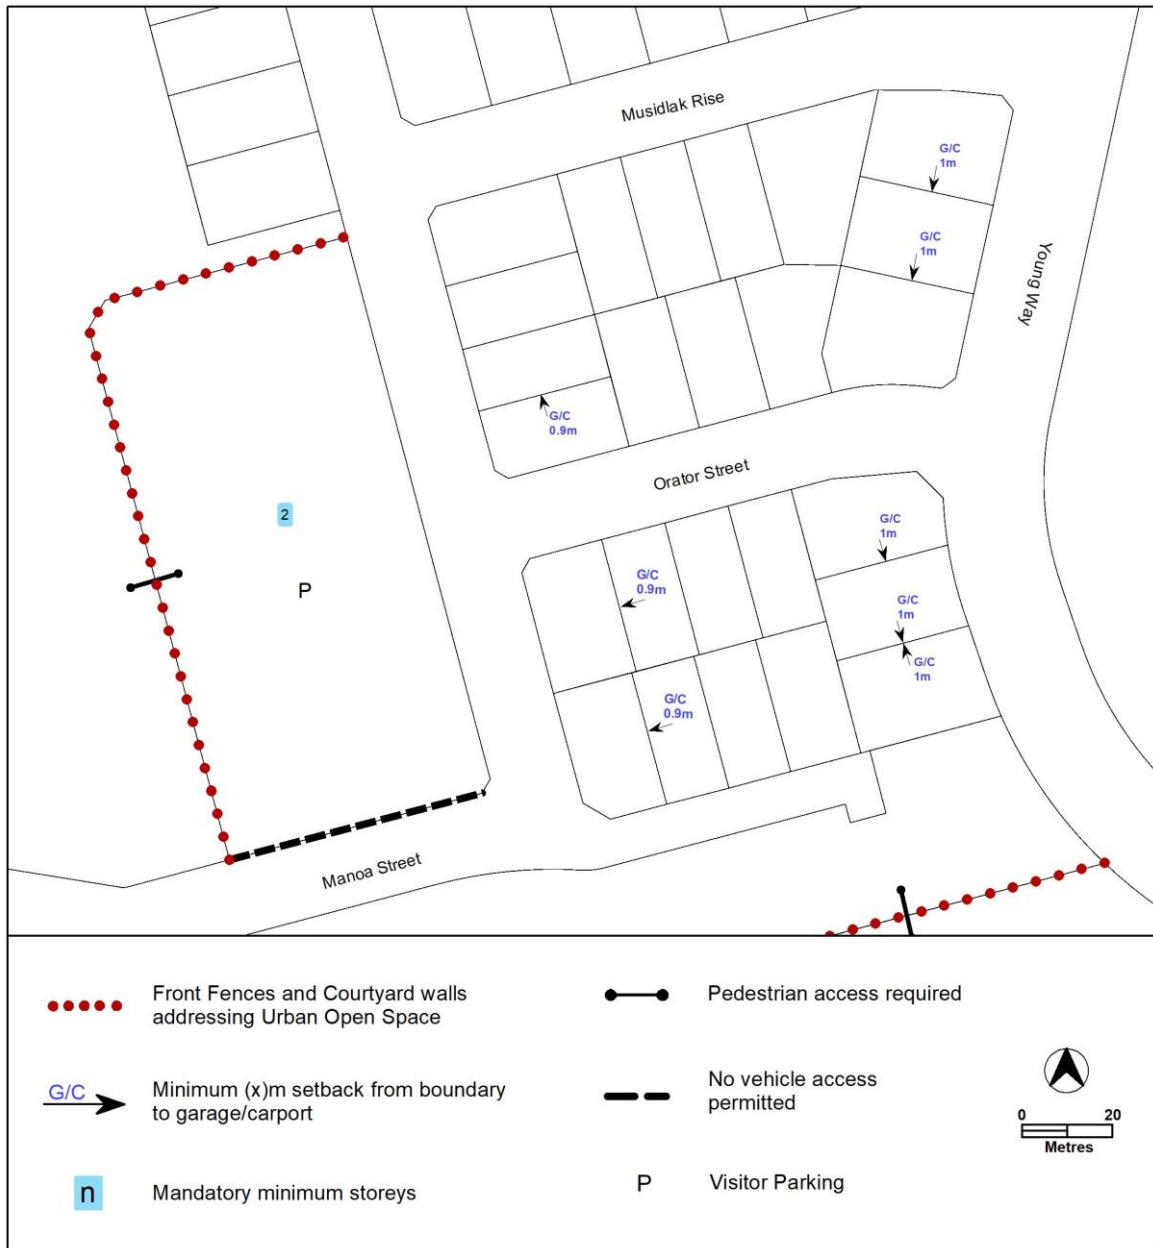 Musidlak Rise
G/C
1m
G/C
1m
Young Way
G/C
0.9m
Orator Street
2
P
G/C
1m
G/C
0.9m
G/C
1m
G/C
1m
G/C
0.9m
Manoa Street
Front Fences and Courtyard walls
addressing Urban Open Space
Pedestrian access required
G/C
Minimum (x)m setback from boundary
to garage/carport
No vehicle access
permitted
0 20
Metres
n
Mandatory minimum storeys
P
Visitor Parking